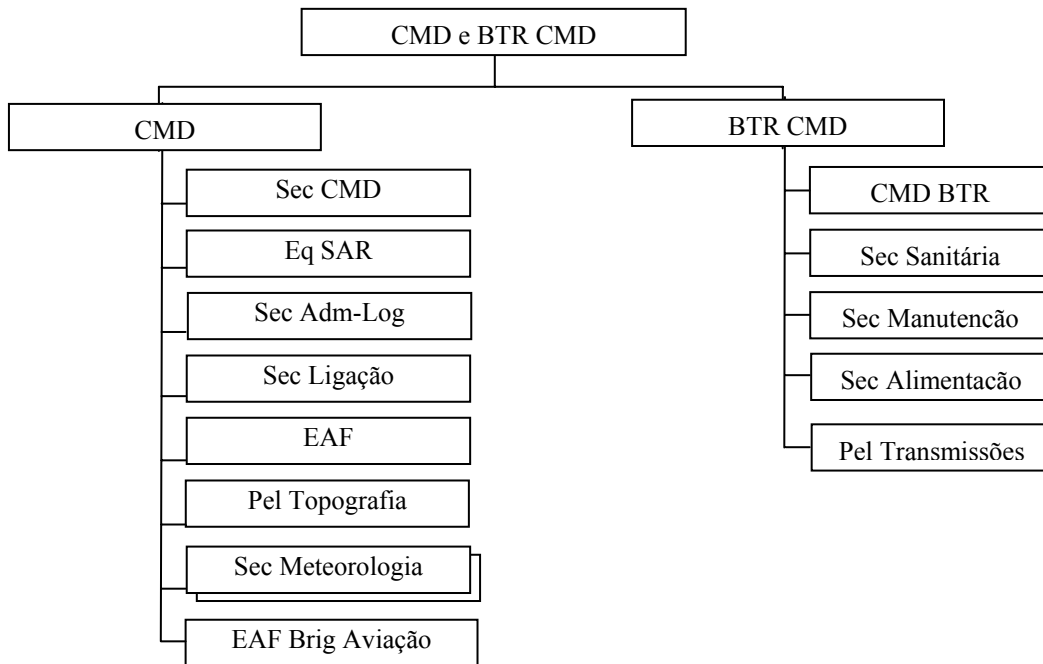 CMD e BTR CMD
CMD
BTR CMD
Sec CMD
Eq SAR
Sec Adm-Log
Sec Ligação
EAF
Pel Topografia
Sec Meteorologia
EAF Brig Aviação
CMD BTR
Sec Sanitária
Sec Manutencão
Sec Alimentacão
Pel Transmissões